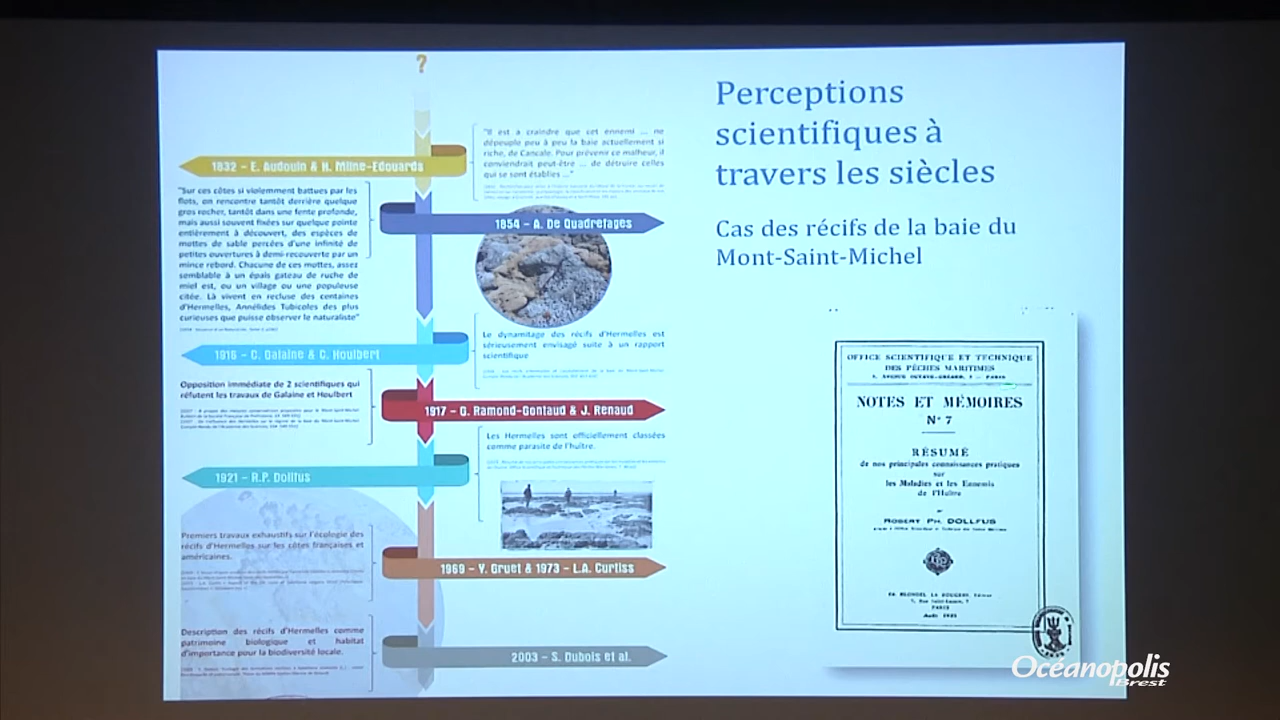 ?
1832 – E. Audouin & H. Milne-Edouards
"Il est à craindre que cet ennemi ... ne
dépeuple peu à peu la baie actuellement si
riche, de Cancale. Pour prévenir ce malheur, il
conviendrait peut-être ... de détruire celles
qui se sont établies ..."
1854 – A. De Quadrefages
"Sur ces côtes si violemment battues par les
flots, on rencontre tantôt derrière quelque
gros rocher, tantôt dans une fente profonde,
mais aussi souvent fixées sur quelque pointe
entièrement à découvert, des espèces de
mottes de sable percées d'une infinité de
petites ouvertures à demi recouverte par un
mince rebord. Chacune de ces mottes, assez
semblable à un épais gateau de ruche de
miel est, ou un village ou une populeuse
citée. Là vivent en recluse des centaines
d'Hermelles, Annélides Tubicoles des plus
curieuses que puisse observer le naturaliste"
1916 – C. Galaine & C. Houlbert
Le dynamitage des récifs d'Hermelles est
sérieusement envisagé suite à un rapport
scientifique
1917 – G. Ramond-Gontaud & J. Renaud
Opposition immédiate de 2 scientifiques qui
réfutent les travaux de Galaine et Houlbert
1921 – R.P. Dollfus
Les Hermelles sont officiellement classées
comme parasite de l'huître.
1969 – Y. Gruet & 1973 – L.A. Curtiss
Premiers travaux exhaustifs sur l'écologie des
récifs d'Hermelles sur les côtes françaises et
américaines.
2003 – S. Dubois et al.
Description des récifs d'Hermelles comme
patrimoine biologique et habitat
d'importance pour la biodiversité locale.
Perceptions
scientifiques à
travers les siècles
Cas des récifs de la baie du
Mont-Saint-Michel
OFFICE SCIENTIFIQUE ET TECHNIQUE
DES PÊCHES MARITIMES
PARIS
NOTES ET MÉMOIRES
N° 7
RÉSUMÉ
de nos principales connaissances pratiques
sur
les Maladies et les Ennemis
de l'Huître
ROBERT PH. DOLLFUS
PARIS
Océanopolis
Brest